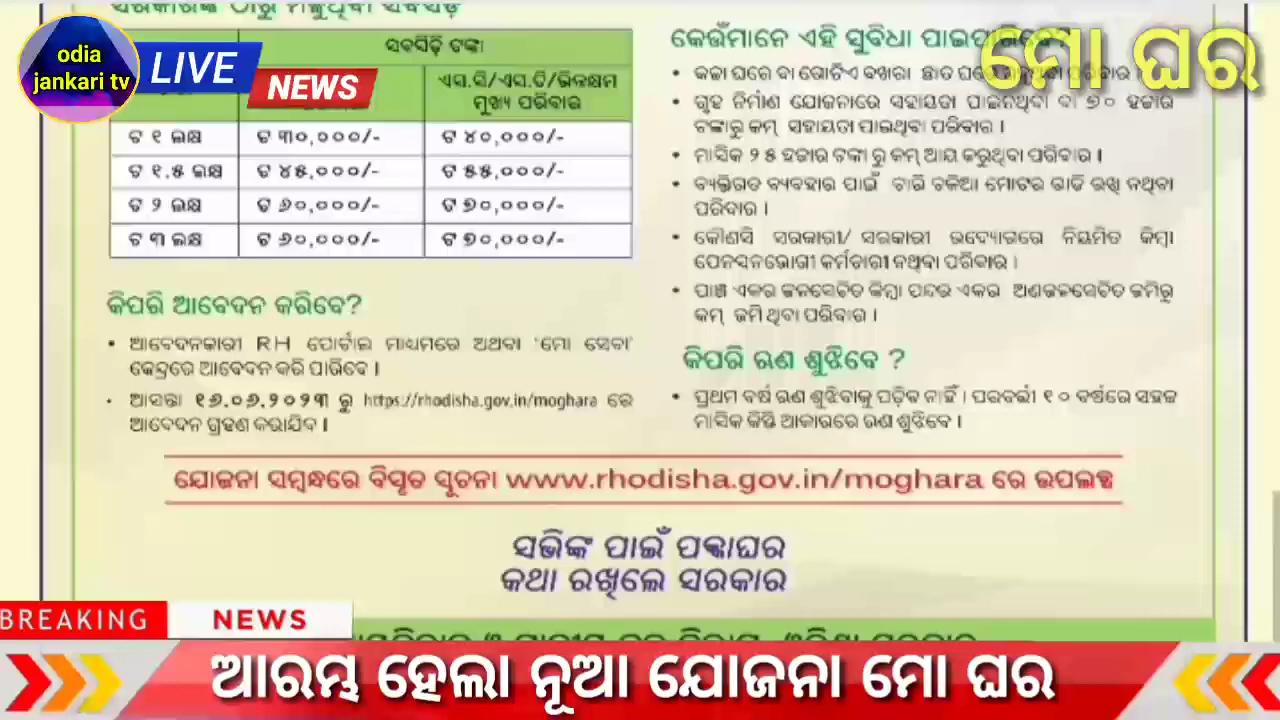 odia
jankari tv
LIVE
NEWS
ମୋ ଘର
ସବସିଡ଼ି ଟଙ୍କା
ଏସ.ସି/ଏସ.ଟି/ଭିନ୍ନକ୍ଷମ
ମୁଖ୍ୟ ପରିବାର
ଟ ୧ ଲକ୍ଷ ଟ ୩୦,୦୦୦/- ଟ ୪୦,୦୦୦/-
ଟ ୧.୫ ଲକ୍ଷ ଟ ୪୫,୦୦୦/- ଟ ୫୫,୦୦୦/-
ଟ ୨ ଲକ୍ଷ ଟ ୬୦,୦୦୦/- ଟ ୭୦,୦୦୦/-
ଟ ୩ ଲକ୍ଷ ଟ ୬୦,୦୦୦/- ଟ ୭୦,୦୦୦/-
କିପରି ଆବେଦନ କରିବେ?
• ଆବେଦନକାରୀ RH ପୋର୍ଟାଲ ମାଧ୍ୟମରେ ଅଥବା 'ମୋ ସେବା'
କେନ୍ଦ୍ରରେ ଆବେଦନ କରି ପାରିବେ ।
• ଆସନ୍ତା ୧୬.୦୬.୨୦୨୩ ରୁ https://rhodisha.gov.in/moghara ରେ
ଆବେଦନ ଗ୍ରହଣ କରାଯିବ ।
କେଉଁମାନେ ଏହି ସୁବିଧା
• କଚ୍ଚା ଘରେ ବା ଗୋଟିଏ ବଖରା ଛାତ
• ଗୃହ ନିର୍ମାଣ ଯୋଜନାରେ ସହାୟତା ପାଇନଥିବା ବା ୭୦ ହଜାର
ଟଙ୍କାରୁ କମ୍ ସହାୟତା ପାଇଥିବା ପରିବାର ।
• ମାସିକ ୨୫ ହଜାର ଟଙ୍କା ରୁ କମ୍ ଆୟ କରୁଥିବା ପରିବାର ।
• ବ୍ୟକ୍ତିଗତ ବ୍ୟବହାର ପାଇଁ ଚାରି ଚକିଆ ମୋଟର ଗାଡି ରଖି ନଥିବା
ପରିବାର ।
• କୌଣସି ସରକାରୀ/ ସରକାରୀ ଉଦ୍ୟୋଗରେ ନିୟମିତ କିମ୍ବା
ପେନସନଭୋଗୀ କର୍ମଚାରୀ ନଥିବା ପରିବାର ।
• ପାଞ୍ଚ ଏକର ଜଳସେଚିତ କିମ୍ବା ପନ୍ଦର ଏକର ଅଣଜଳସେଚିତ ଜମିରୁ
କମ୍ ଜମି ଥିବା ପରିବାର ।
କିପରି ଋଣ ଶୁଝିବେ ?
• ପ୍ରଥମ ବର୍ଷ ଋଣ ଶୁଝିବାକୁ ପଡ଼ିବ ନାହିଁ । ପରବର୍ତ୍ତୀ ୧୦ ବର୍ଷରେ ସହଜ
ମାସିକ କିସ୍ତି ଆକାରରେ ଋଣ ଶୁଝିବେ ।
ଯୋଜନା ସମ୍ବନ୍ଧରେ ବିସ୍ତୃତ ସୂଚନା www.rhodisha.gov.in/moghara ରେ ଉପଲବ୍ଧ
ସଭିଙ୍କ ପାଇଁ ପକ୍କାଘର
କଥା ରଖିଲେ ସରକାର
BREAKING NEWS
ଆରମ୍ଭ ହେଲା ନୂଆ ଯୋଜନା ମୋ ଘର